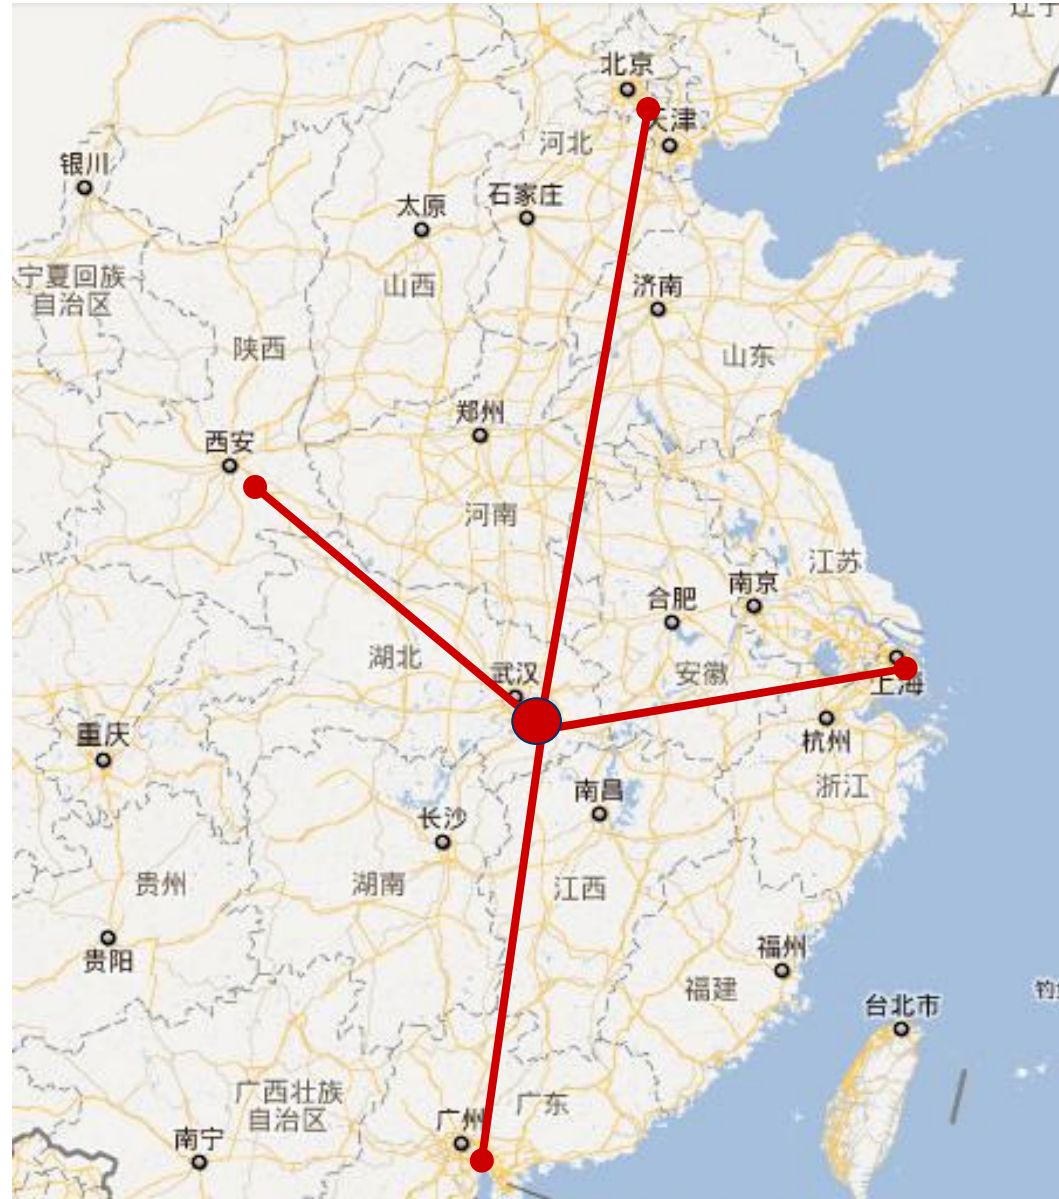 北京
天津
河北
银川
石家庄
太原
宁夏回族
自治区
山西
济南
陕西
山东
郑州
西安
河南
江苏
南京
合肥
湖北
武汉
安徽
上海
重庆
杭州
浙江
南昌
长沙
贵州
湖南
江西
福州
贵阳
福建
台北市
广西壮族
自治区
广东
广州
南宁